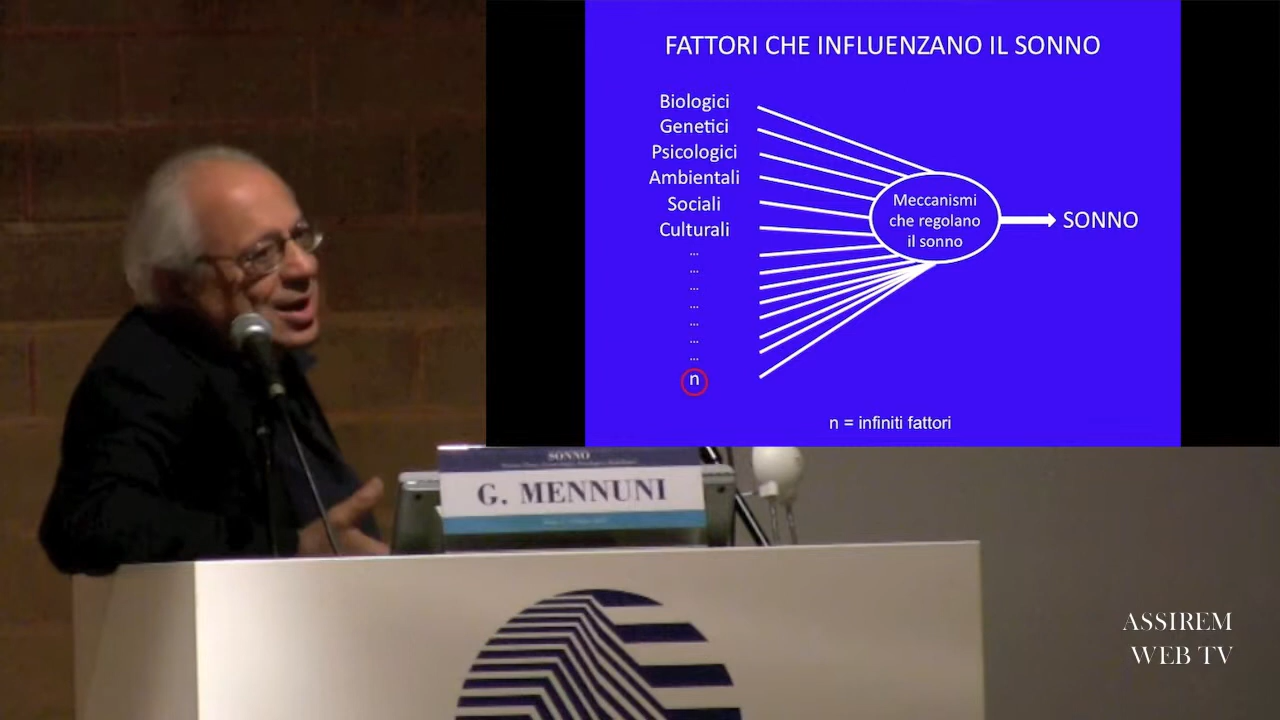 FATTORI CHE INFLUENZANO IL SONNO
Biologici
Genetici
Psicologici
Ambientali
Sociali
Culturali
...
...
...
...
...
...
...
n
Meccanismi
che regolano
il sonno
SONNO
n = infiniti fattori
SONNO
G. MENNUNI
ASSIREM
WEB TV